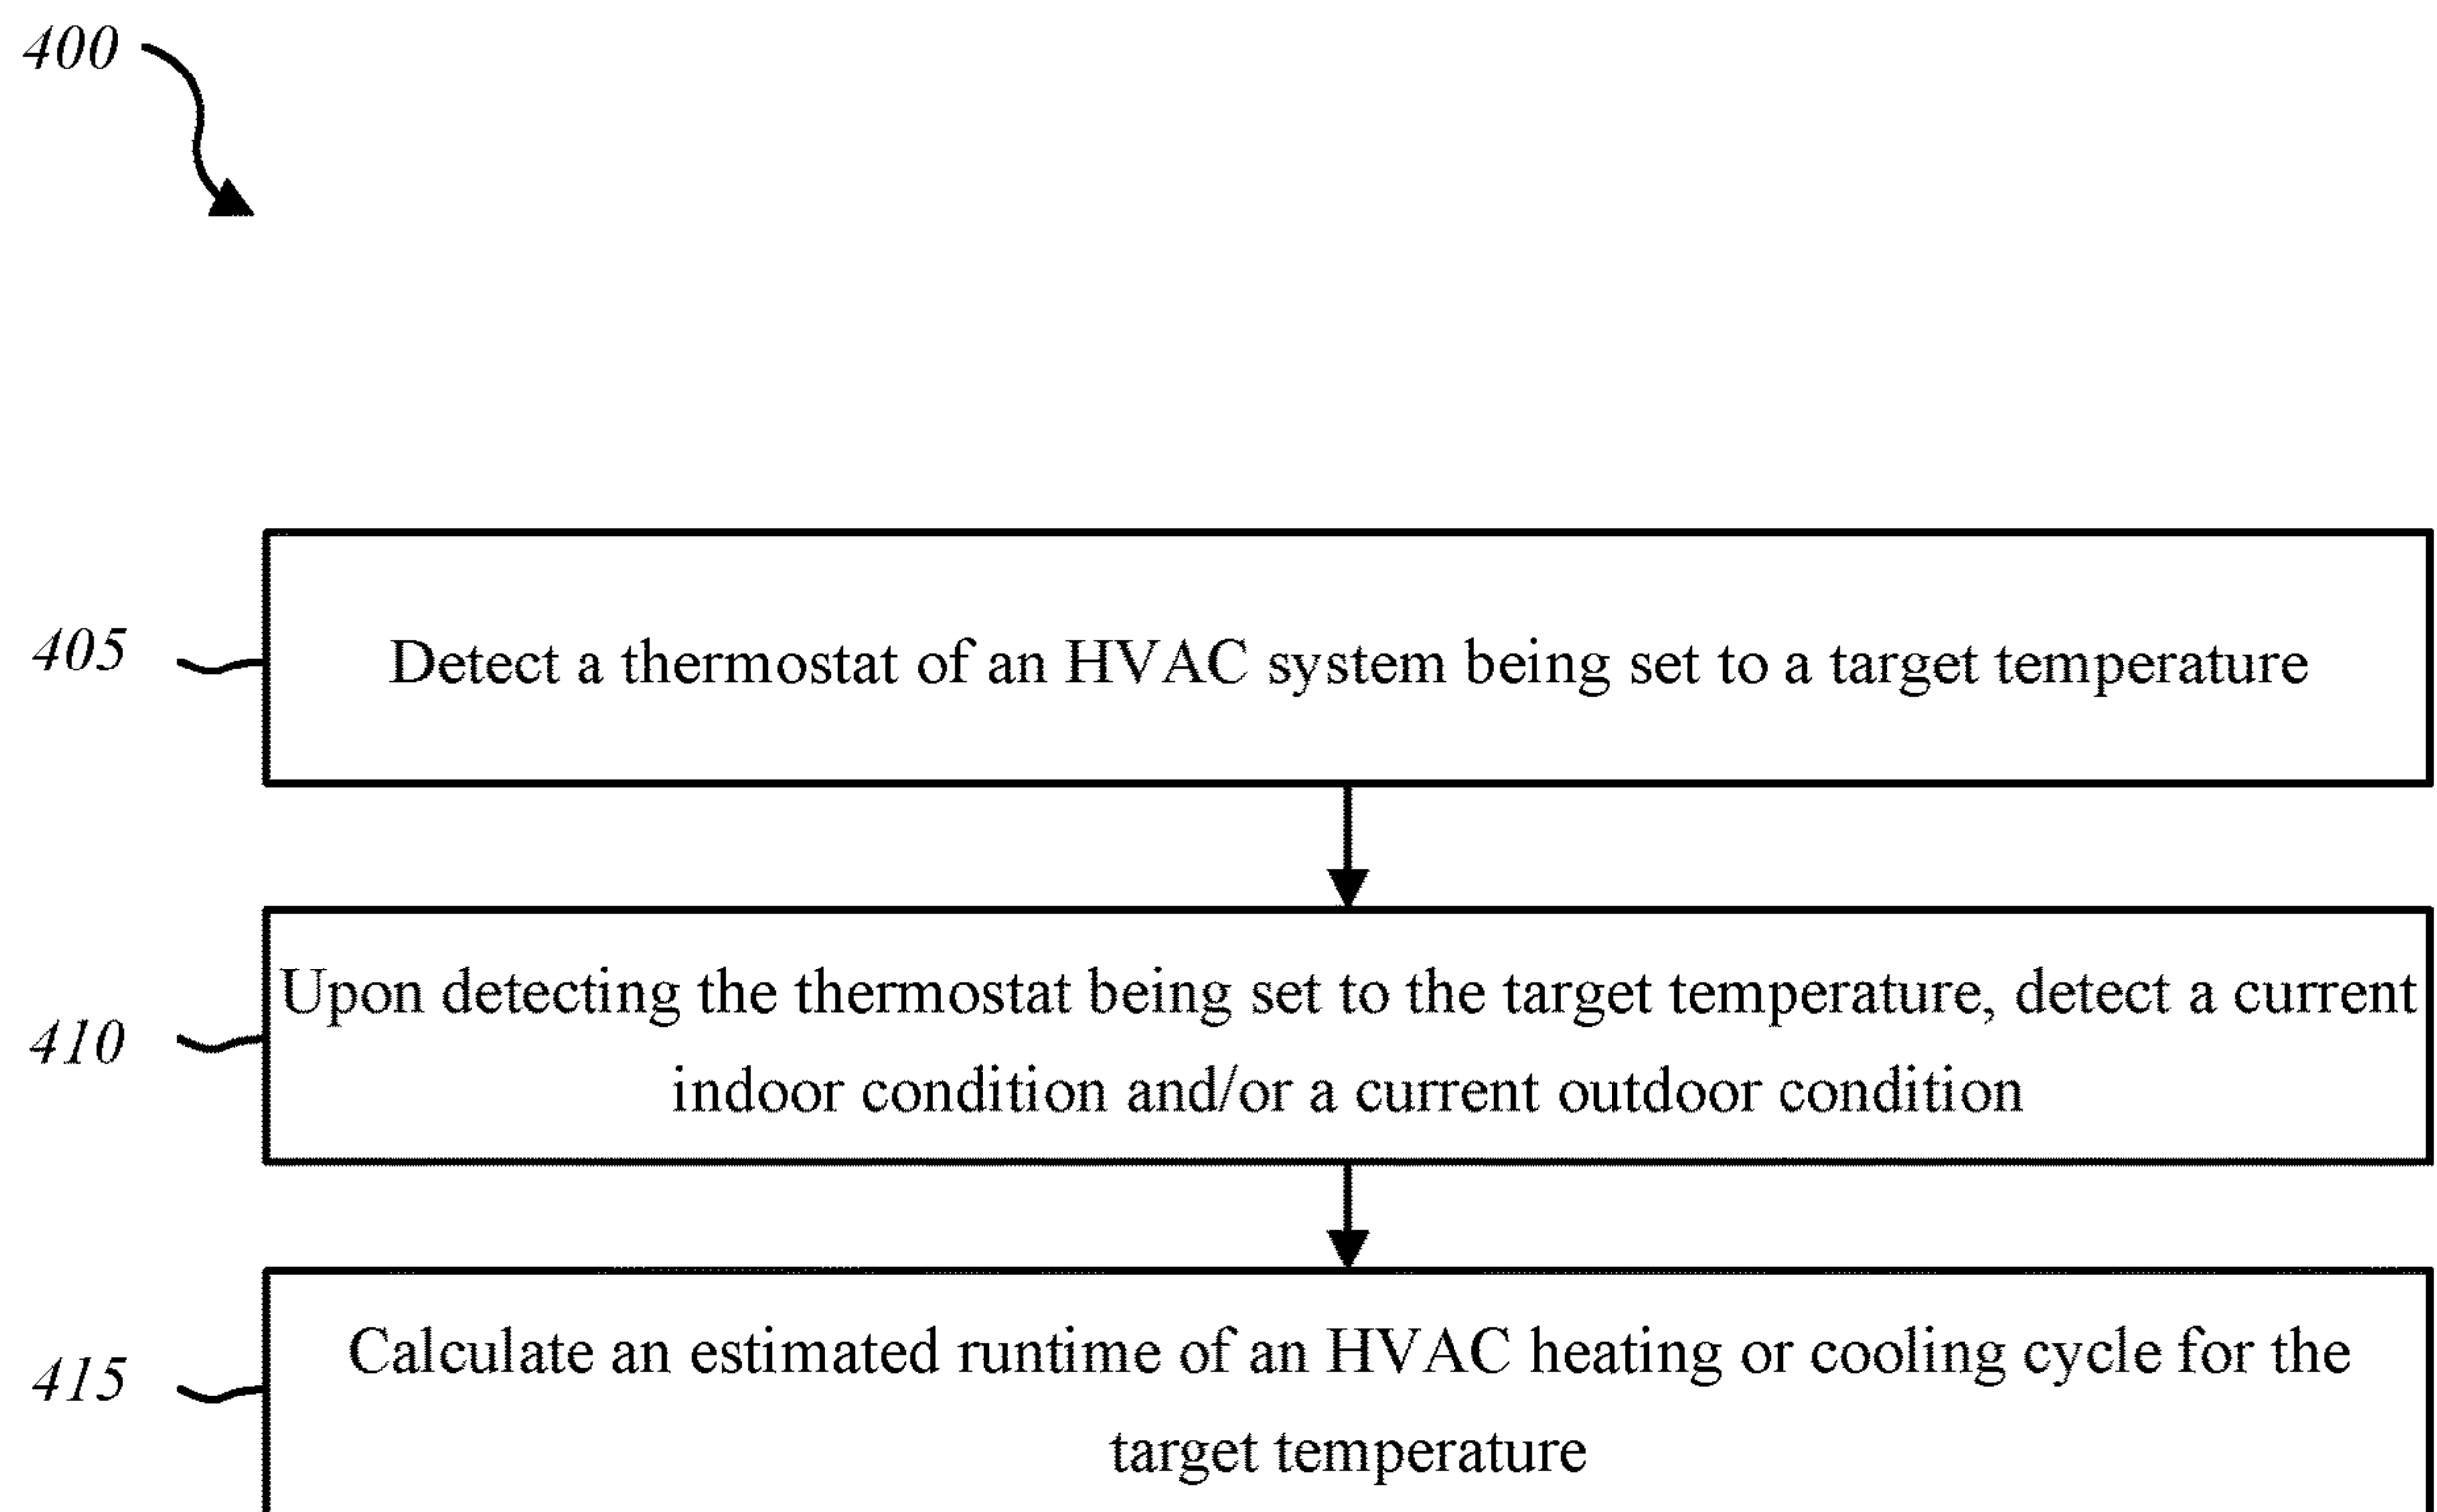 400
405
Detect a thermostat of an HVAC system being set to a target temperature
410
Upon detecting the thermostat being set to the target temperature, detect a current
indoor condition and/or a current outdoor condition
415
Calculate an estimated runtime of an HVAC heating or cooling cycle for the
target temperature